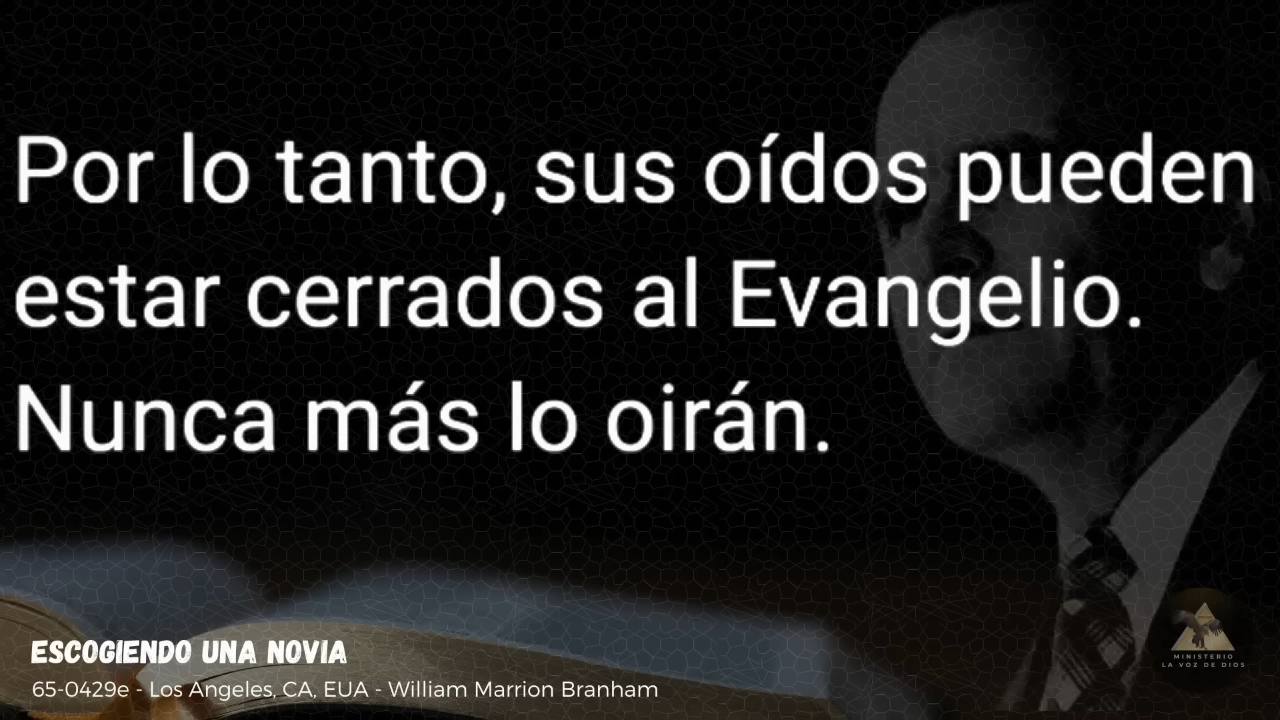 Por lo tanto, sus oídos pueden
estar cerrados al Evangelio.
Nunca más lo oirán.
ESCOGIENDO UNA NOVIA
65-0429e - Los Angeles, CA, EUA - William Marrion Branham
MINISTERIO
LA VOZ DE DIOS